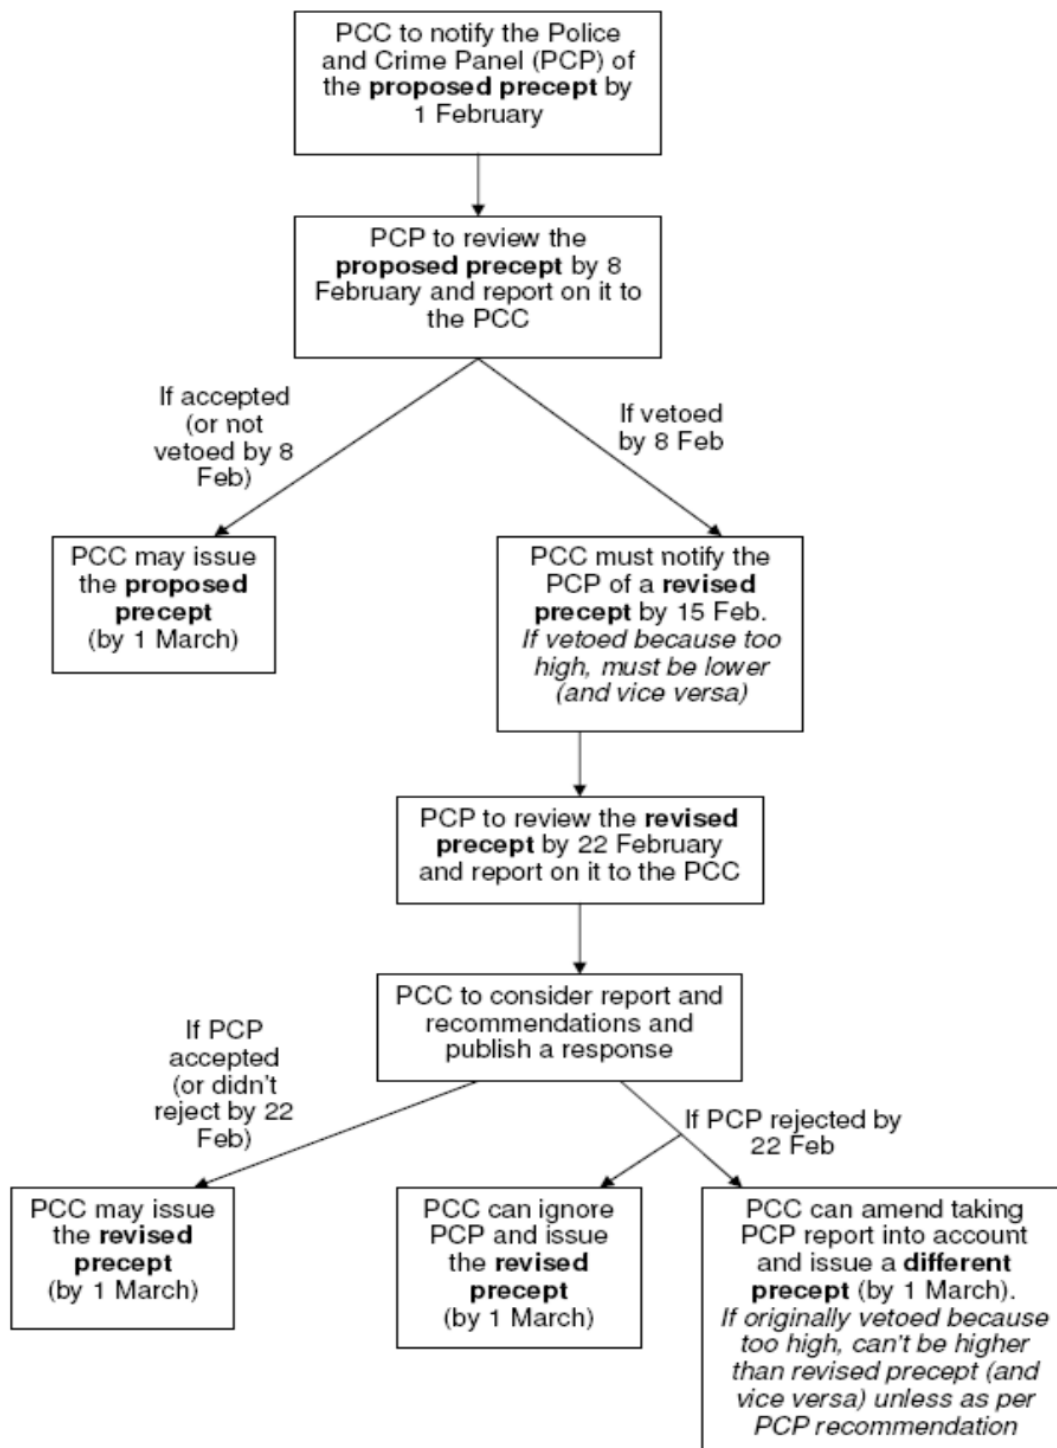 PCC to notify the Police
and Crime Panel (PCP) of
the proposed precept by
1 February
PCP to review the
proposed precept by 8
February and report on it to
the PCC
If accepted
(or not
vetoed by 8
Feb)
If vetoed
by 8 Feb
PCC may issue
the proposed
precept
(by 1 March)
PCC must notify the
PCP of a revised
precept by 15 Feb.
If vetoed because too
high, must be lower
(and vice versa)
PCP to review the revised
precept by 22 February
and report on it to the PCC
PCC to consider report and
recommendations and
publish a response
If PCP
accepted
(or didn't
reject by 22
Feb)
If PCP rejected by
22 Feb
PCC may issue
the revised
precept
(by 1 March)
PCC can ignore
PCP and issue
the revised
precept
(by 1 March)
PCC can amend taking
PCP report into account
and issue a different
precept (by 1 March).
If originally vetoed because
too high, can't be higher
than revised precept (and
vice versa) unless as per
PCP recommendation